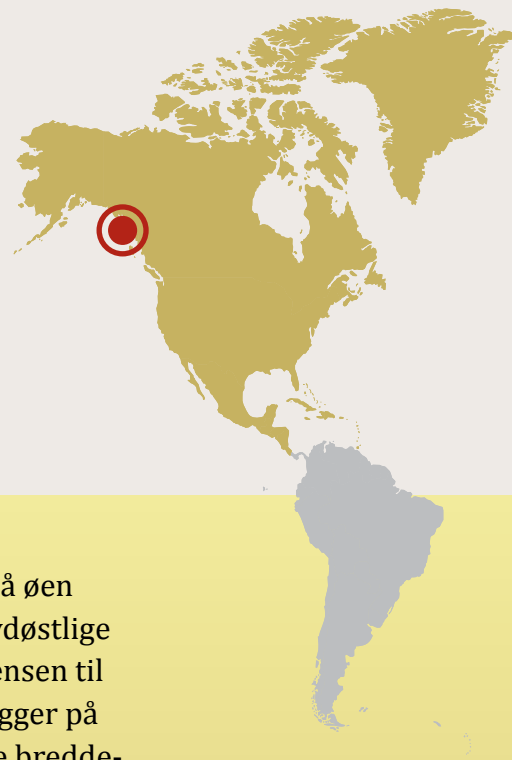 å øen
ydøstlige
ensen til
gger på
e bredde-